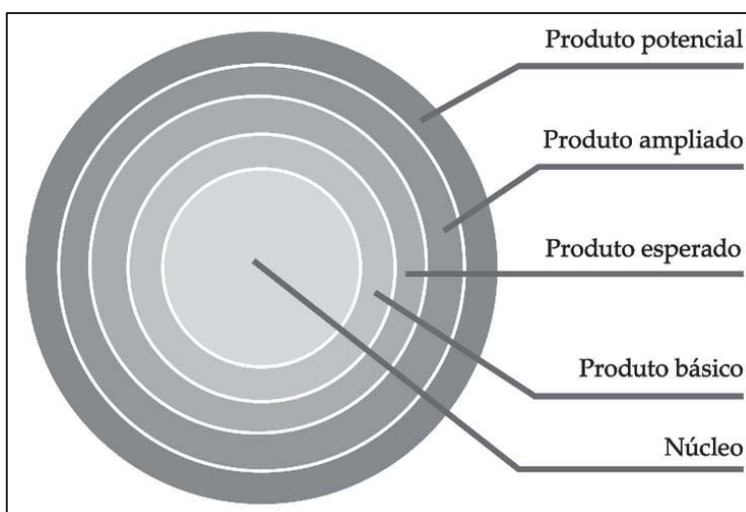 Produto potencial
Produto ampliado
Produto esperado
Produto básico
Núcleo